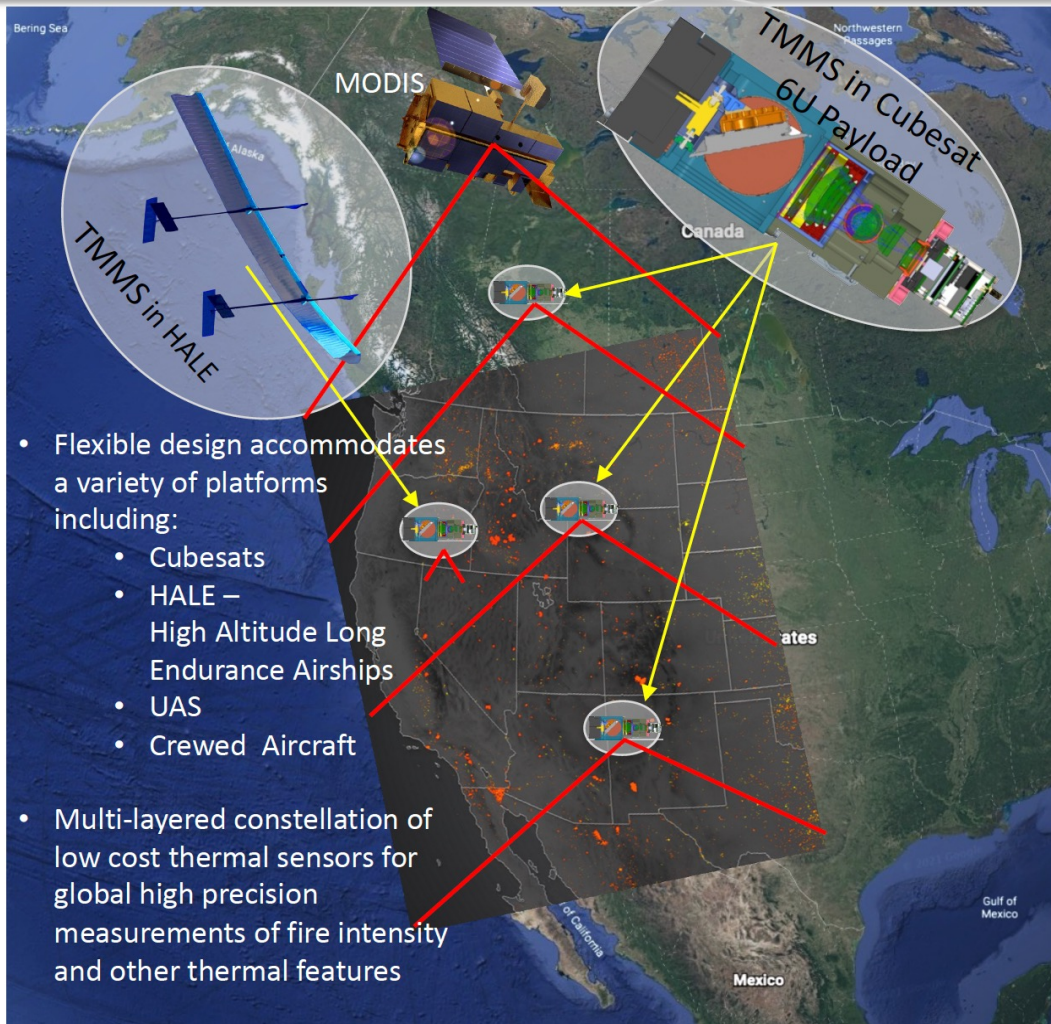 Bering Sea
Northwestern
Passages
MODIS
TMMS in Cubesat
6U Payload
Alaska
Canada
TMMS in HALE
• Flexible design accommodates
a variety of platforms
including:
• Cubesats
• HALE –
High Altitude Long
Endurance Airships
• UAS
• Crewed Aircraft
ates
• Multi-layered constellation of
low cost thermal sensors for
global high precision
measurements of fire intensity
and other thermal features
of California
Gulf of
Mexico
Mexico